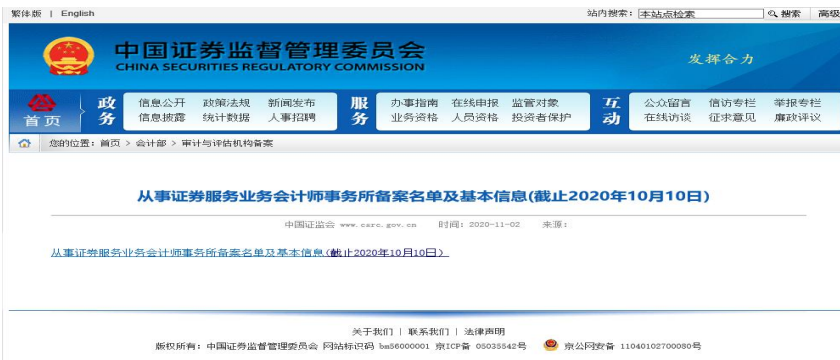 繁体版 | English 站内搜索: 本站点检索 搜索 高级
中国证券监督管理委员会
CHINA SECURITIES REGULATORY COMMISSION
发挥合力
首页 政务 信息公开 政策法规 新闻发布 服务 办事指南 在线申报 监管对象 互动 公众留言 信访专栏 举报专栏
信息披露 统计数据 人事招聘 业务资格 人员资格 投资者保护 在线访谈 征求意见 廉政评议
您的位置: 首页 > 会计部 > 审计与评估机构备案
从事证券服务业务会计师事务所备案名单及基本信息(截止2020年10月10日)
中国证监会 www.csrc.gov.cn 时间: 2020-11-02 来源:
从事证券服务业务会计师事务所备案名单及基本信息(截止2020年10月10日)
关于我们 | 联系我们 | 法律声明
版权所有: 中国证券监督管理委员会 网站标识码 bm56000001 京ICP备 05035542号 京公网安备 11040102700080号